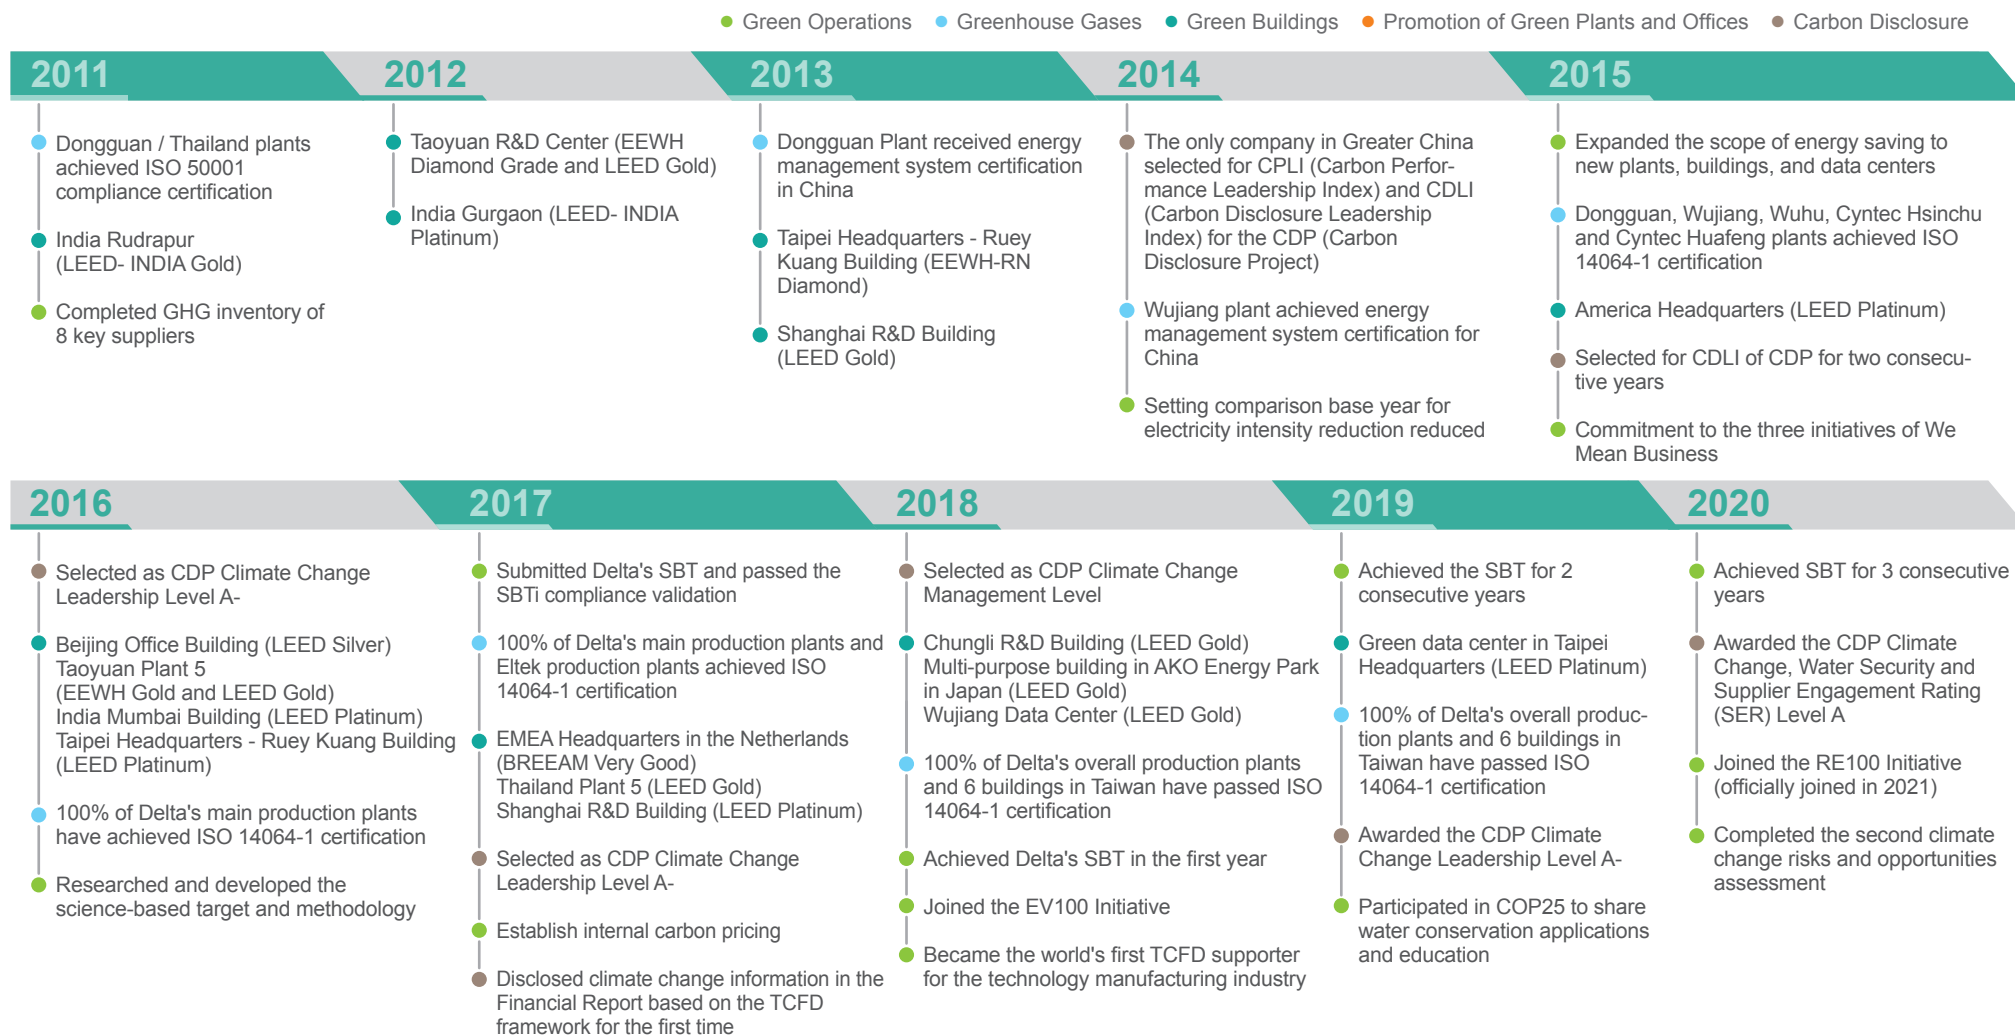 Green Operations Greenhouse Gases Green Buildings Promotion of Green Plants and Offices Carbon Disclosure
2011
Dongguan / Thailand plants
achieved ISO 50001
compliance certification
India Rudrapur
(LEED- INDIA Gold)
Completed GHG inventory of
8 key suppliers
2012
Taoyuan R&D Center (EEWH
Diamond Grade and LEED Gold)
India Gurgaon (LEED- INDIA
Platinum)
2013
Dongguan Plant received energy
management system certification
in China
Taipei Headquarters - Ruey
Kuang Building (EEWH-RN
Diamond)
Shanghai R&D Building
(LEED Gold)
2014
The only company in Greater China
selected for CPLI (Carbon Perfor-
mance Leadership Index) and CDLI
(Carbon Disclosure Leadership
Index) for the CDP (Carbon
Disclosure Project)
Wujiang plant achieved energy
management system certification for
China
Setting comparison base year for
electricity intensity reduction reduced
2015
Expanded the scope of energy saving to
new plants, buildings, and data centers
Dongguan, Wujiang, Wuhu, Cyntec Hsinchu
and Cyntec Huafeng plants achieved ISO
14064-1 certification
America Headquarters (LEED Platinum)
Selected for CDLI of CDP for two consecu-
tive years
Commitment to the three initiatives of We
Mean Business
2016
Selected as CDP Climate Change
Leadership Level A-
Beijing Office Building (LEED Silver)
Taoyuan Plant 5
(EEWH Gold and LEED Gold)
India Mumbai Building (LEED Platinum)
Taipei Headquarters - Ruey Kuang Building
(LEED Platinum)
100% of Delta's main production plants
have achieved ISO 14064-1 certification
Researched and developed the
science-based target and methodology
2017
Submitted Delta's SBT and passed the
SBTi compliance validation
100% of Delta's main production plants and
Eltek production plants achieved ISO
14064-1 certification
EMEA Headquarters in the Netherlands
(BREEAM Very Good)
Thailand Plant 5 (LEED Gold)
Shanghai R&D Building (LEED Platinum)
Selected as CDP Climate Change
Leadership Level A-
Establish internal carbon pricing
Disclosed climate change information in the
Financial Report based on the TCFD
framework for the first time
2018
Selected as CDP Climate Change
Management Level
Chungli R&D Building (LEED Gold)
Multi-purpose building in AKO Energy Park
in Japan (LEED Gold)
Wujiang Data Center (LEED Gold)
100% of Delta's overall production plants
and 6 buildings in Taiwan have passed ISO
14064-1 certification
Achieved Delta's SBT in the first year
Joined the EV100 Initiative
Became the world's first TCFD supporter
for the technology manufacturing industry
2019
Achieved the SBT for 2
consecutive years
Green data center in Taipei
Headquarters (LEED Platinum)
100% of Delta's overall produc-
tion plants and 6 buildings in
Taiwan have passed ISO
14064-1 certification
Awarded the CDP Climate
Change Leadership Level A-
Participated in COP25 to share
water conservation applications
and education
2020
Achieved SBT for 3 consecutive
years
Awarded the CDP Climate
Change, Water Security and
Supplier Engagement Rating
(SER) Level A
Joined the RE100 Initiative
(officially joined in 2021)
Completed the second climate
change risks and opportunities
assessment